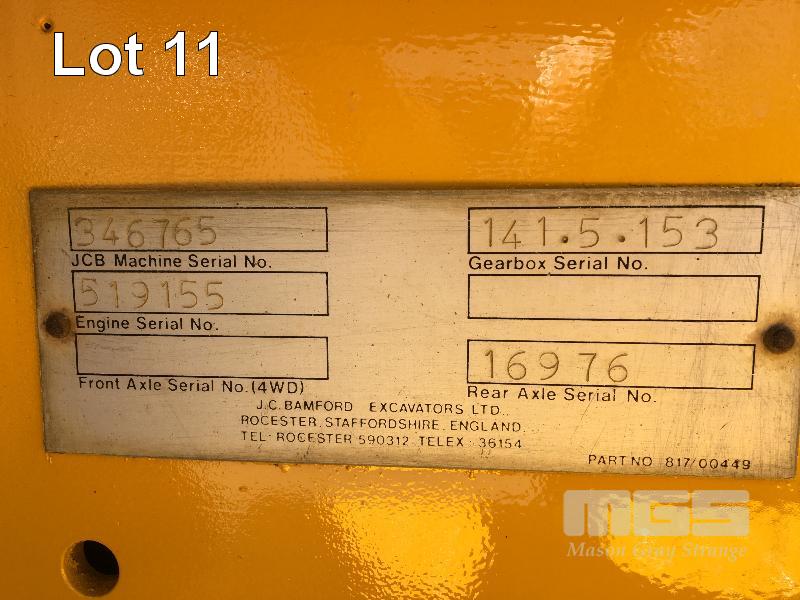 Lot 11
346765
JCB Machine Serial No.
519155
Engine Serial No.
Front Axle Serial No.(4WD)
141.5.153
Gearbox Serial No.
16976
Rear Axle Serial No.
J.C. BAMFORD EXCAVATORS LTD.
ROCESTER, STAFFORDSHIRE, ENGLAND.
TEL: ROCESTER 590312 TELEX: 36154
PART NO 817/00449
MGS
Mason Gray Strange